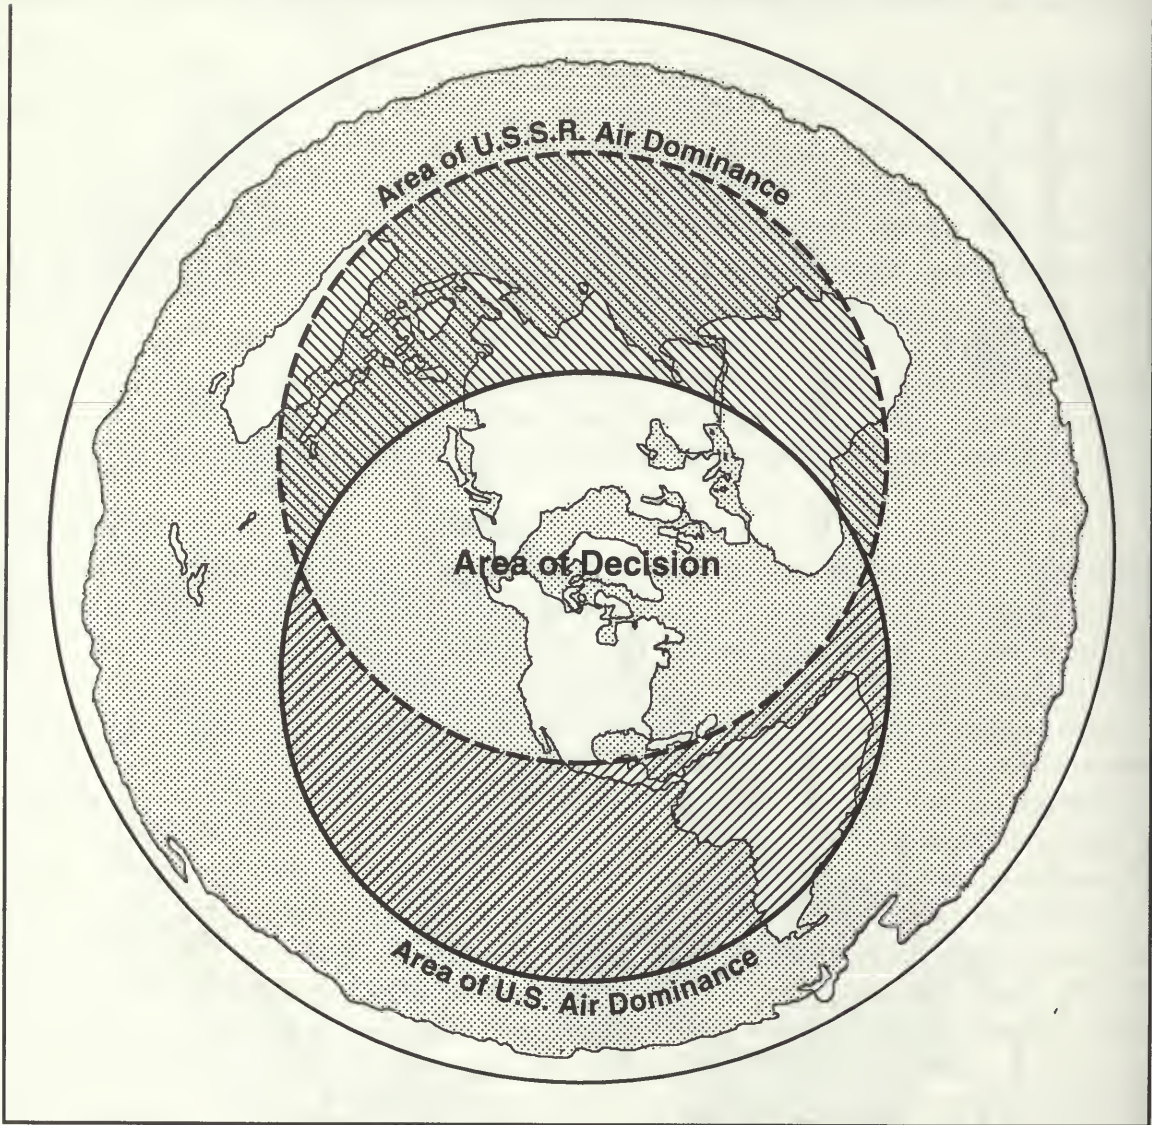 Area of U.S.S.R. Air Dominance
Area of Decision
Area of U.S. Air Dominance